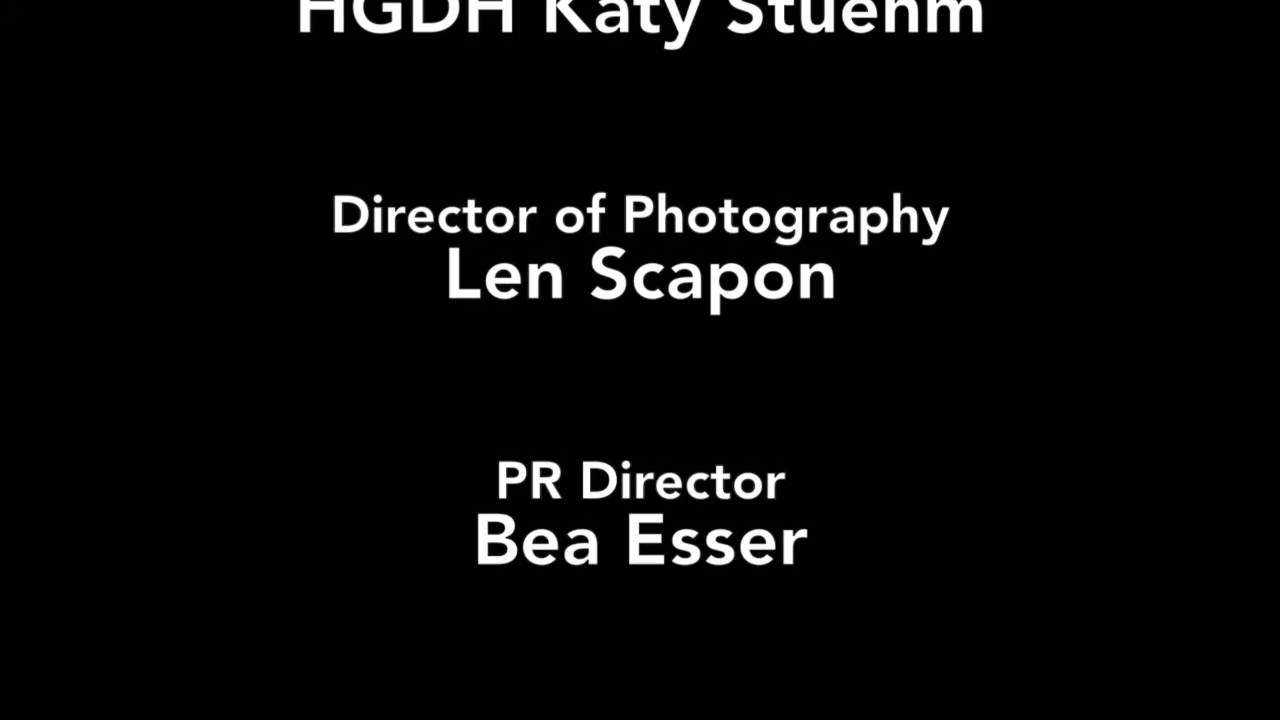 HGDH Katy Stuehm
Director of Photography
Len Scapon
PR Director
Bea Esser